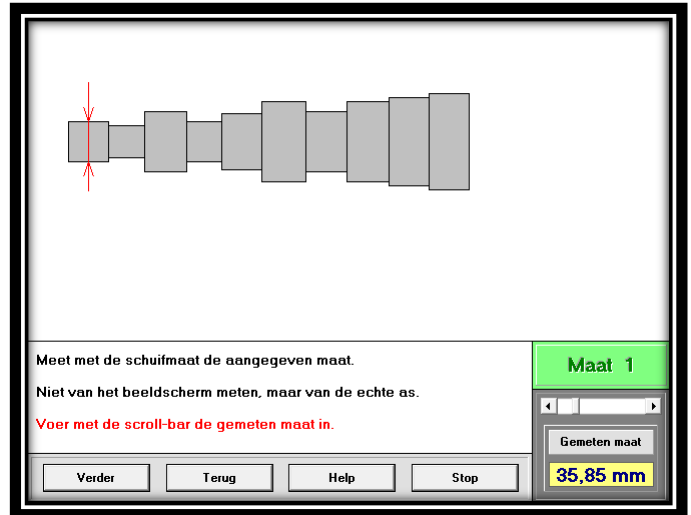 Meet met de schuifmaat de aangegeven maat.
Niet van het beeldscherm meten, maar van de echte as.
Voer met de scroll-bar de gemeten maat in.
Maat 1
Gemeten maat
35,85 mm
Verder
Terug
Help
Stop